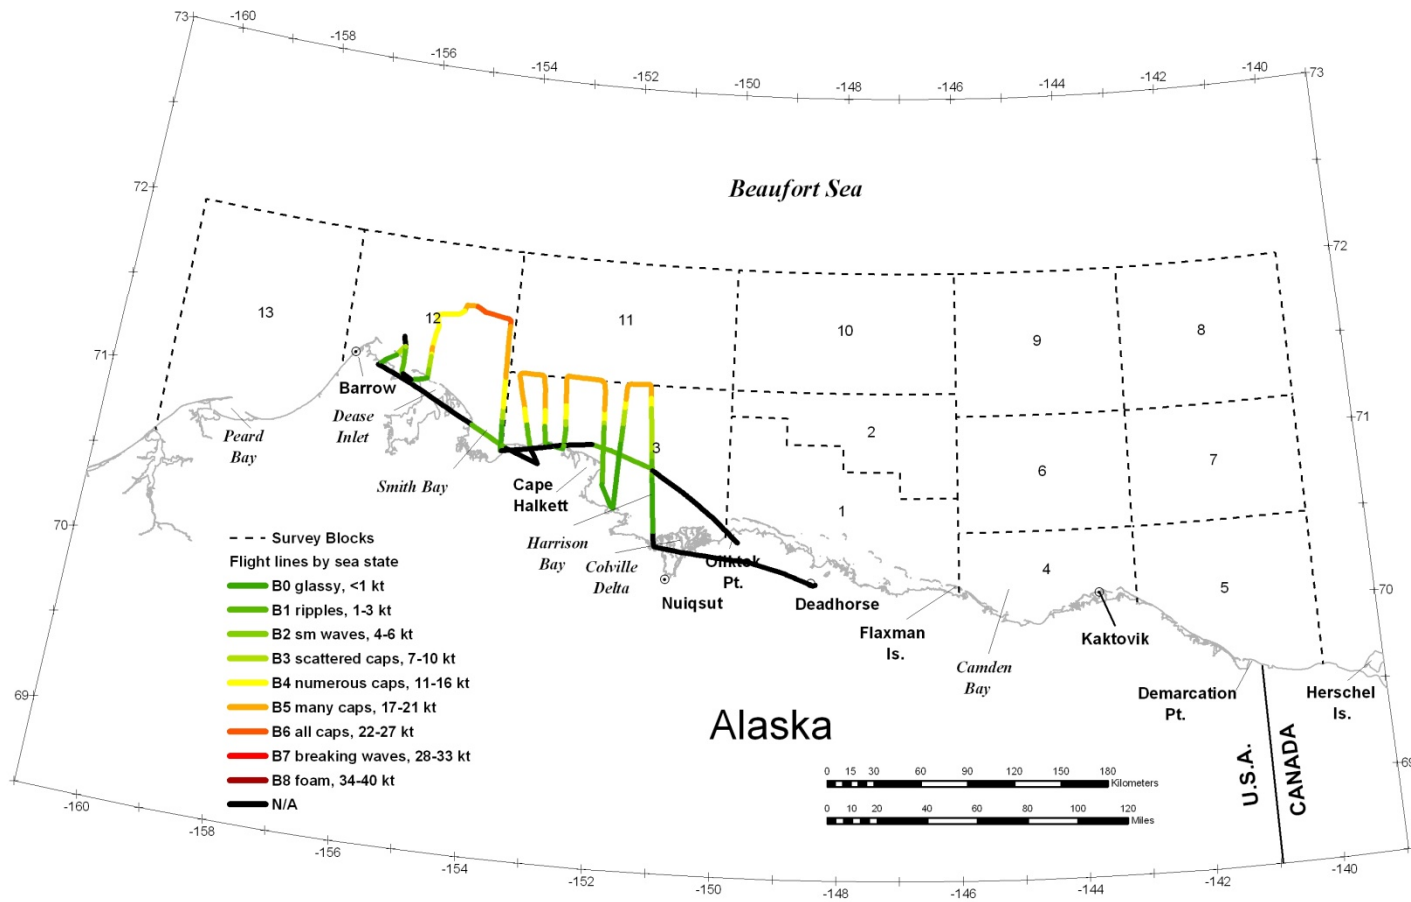 73
-160
-158
-156
-154
-152
-150
-148
-146
-144
-142
-140
73
Beaufort Sea
72
72
13
12
11
10
9
8
71
71
Barrow
Dease
Inlet
Peard
Bay
Smith Bay
Cape
Halkett
3
2
1
6
7
70
70
Harrison
Bay
Colville
Delta
Oliktok
Pt.
Nuiqsut
Deadhorse
Flaxman
Is.
4
5
Kaktovik
Camden
Bay
Demarcation
Pt.
Herschel
Is.
Survey Blocks
Flight lines by sea state
B0 glassy, <1 kt
B1 ripples, 1-3 kt
B2 sm waves, 4-6 kt
B3 scattered caps, 7-10 kt
B4 numerous caps, 11-16 kt
B5 many caps, 17-21 kt
B6 all caps, 22-27 kt
B7 breaking waves, 28-33 kt
B8 foam, 34-40 kt
N/A
69
69
Alaska
U.S.A.
CANADA
0 15 30 60 90 120 150 180
Kilometers
0 10 20 40 60 80 100 120
Miles
-160
-158
-156
-154
-152
-150
-148
-146
-144
-142
-140